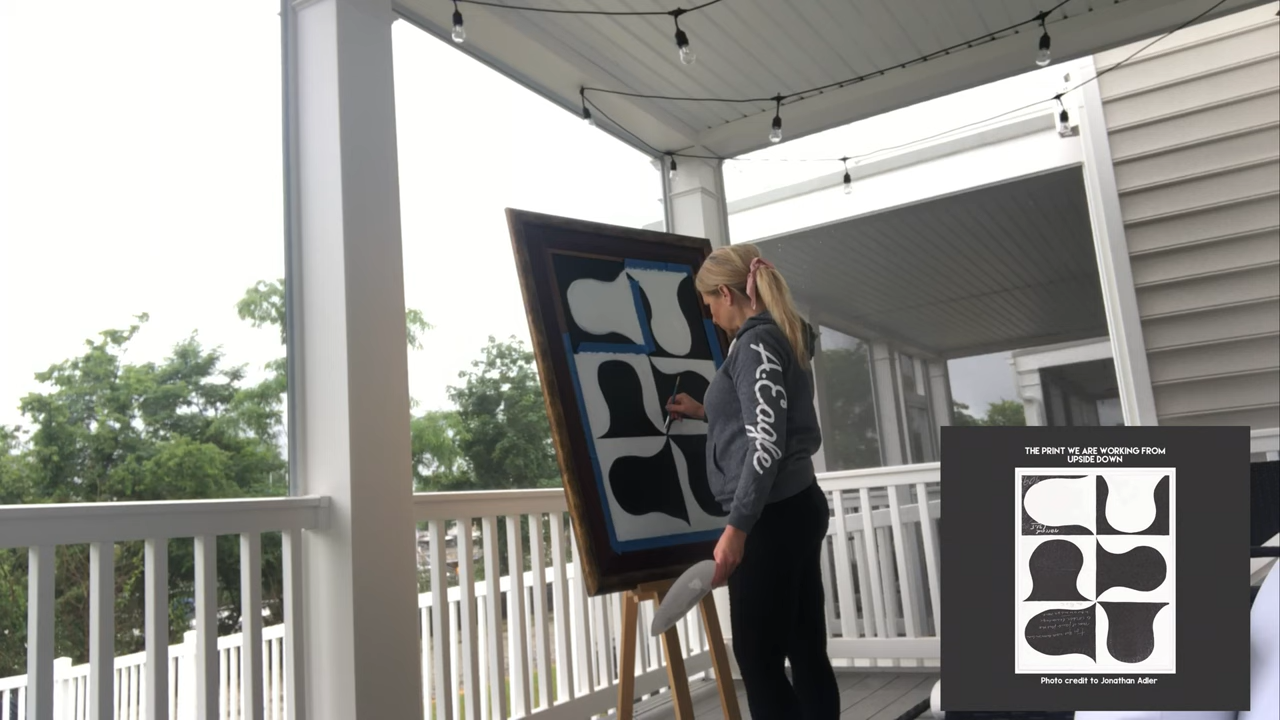 A.Eagle
THE PRINT WE ARE WORKING FROM
UPSIDE DOWN
Photo credit to Jonathan Adler